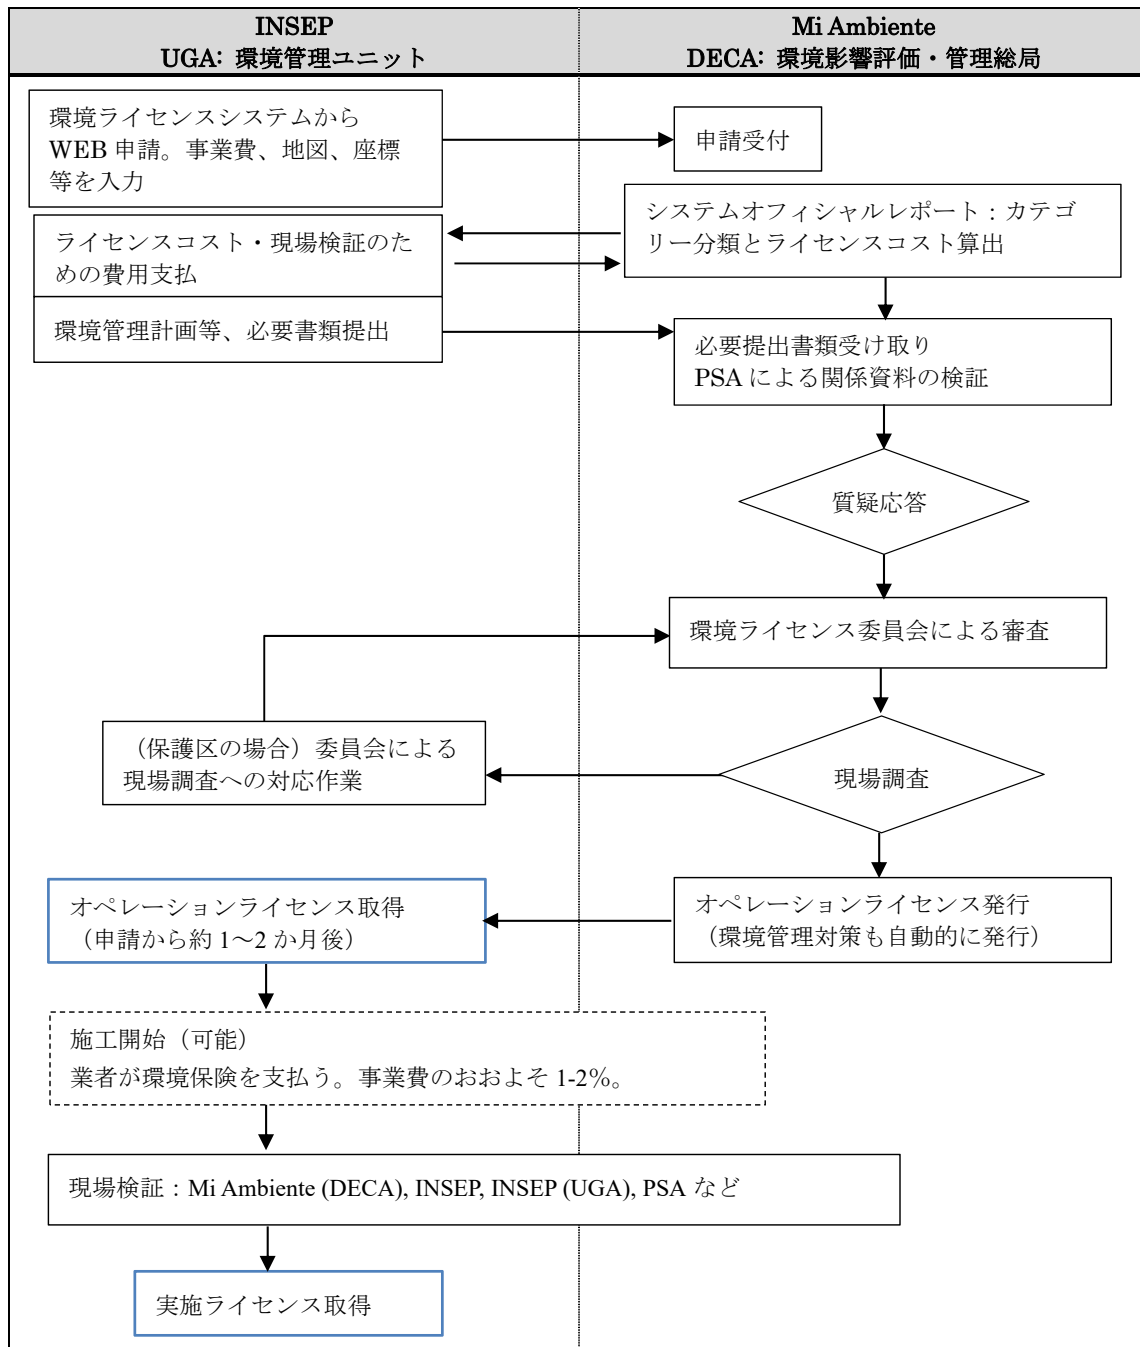 INSEP
UGA: 環境管理ユニット
Mi Ambiente
DECA: 環境影響評価・管理総局
環境ライセンスシステムから
WEB 申請。事業費、地図、座標
等を入力
申請受付
システムオフィシャルレポート：カテゴ
リー分類とライセンスコスト算出
ライセンスコスト・現場検証のた
めの費用支払
環境管理計画等、必要書類提出
必要提出書類受け取り
PSA による関係資料の検証
質疑応答
環境ライセンス委員会による審査
（保護区の場合）委員会による
現場調査への対応作業
現場調査
オペレーションライセンス取得
（申請から約 1～2 か月後）
オペレーションライセンス発行
（環境管理対策も自動的に発行）
施工開始（可能）
業者が環境保険を支払う。事業費のおおよそ 1-2%。
現場検証：Mi Ambiente (DECA), INSEP, INSEP (UGA), PSA など
実施ライセンス取得